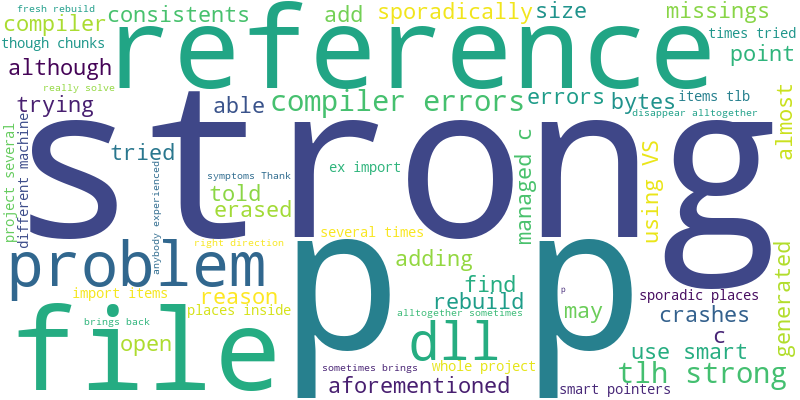 fresh rebuild
compiler
consistents
add
sporadically
size
missings
though chunks
reference
times tried
although
point
really solve
trying
able
compiler errors
errors
bytes
items tlb
disappear alltogether
strong
project several
different machine
tried
anybody experienced
symptoms Thank
ex import
managed c
using VS
almost
told
erased
several times
right direction
problem
p
p
adding
find
rebuild
import items
reason
places inside
p
may
sporadic places
generated
file
brings back
open
alltogether sometimes
dll
crashes
c
use smart
sometimes brings
whole project
tlh strong
aforementioned
smart pointers